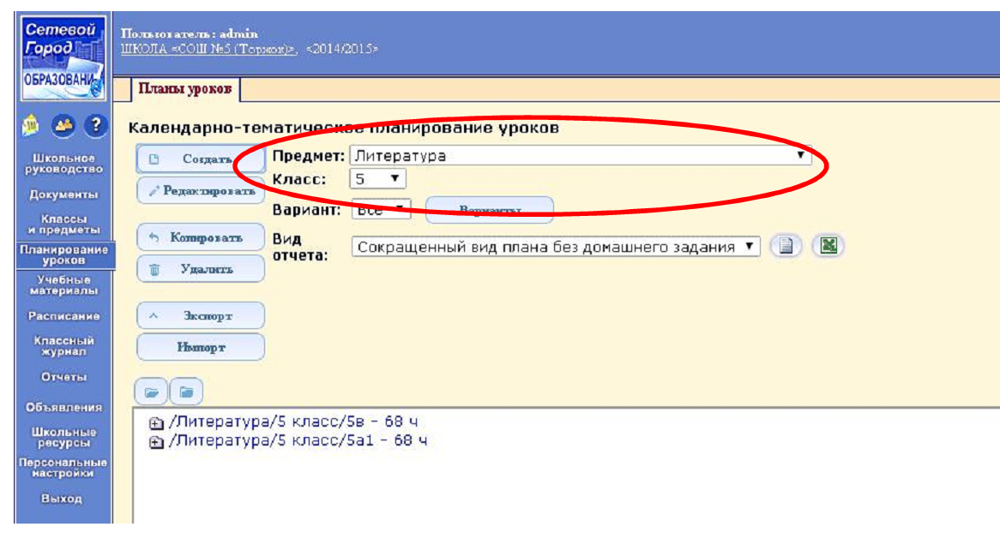 Сетевой
Город
ОБРАЗОВАНИ
Пользователь: admin
ШКОЛА «СОШ №5 (Торжок)», <2014/2015>
Планы уроков
?
Календарно-тематическое планирование уроков
Создать
Предмет: Литература
Класс: 5
Редактировать
Вариант: Все
Варианты
Копировать
Вид
отчета: Сокращенный вид плана без домашнего задания
Удалить
Экспорт
Импорт
/Литература/5 класс/5в - 68 ч
/Литература/5 класс/5а1 - 68 ч
Школьное
руководство
Документы
Классы
и предметы
Планирование
уроков
Учебные
материалы
Расписание
Классный
журнал
Отчеты
Объявления
Школьные
ресурсы
Персональные
настройки
Выход